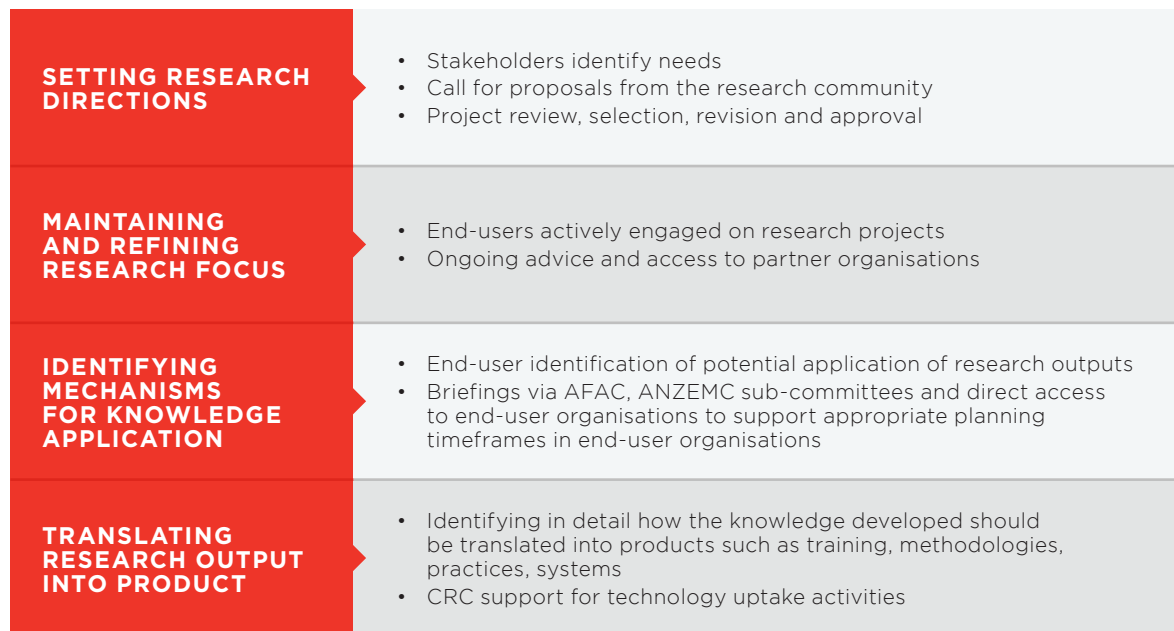 SETTING RESEARCH
DIRECTIONS
• Stakeholders identify needs
• Call for proposals from the research community
• Project review, selection, revision and approval
MAINTAINING
AND REFINING
RESEARCH FOCUS
• End-users actively engaged on research projects
• Ongoing advice and access to partner organisations
IDENTIFYING
MECHANISMS
FOR KNOWLEDGE
APPLICATION
• End-user identification of potential application of research outputs
• Briefings via AFAC, ANZEMC sub-committees and direct access
to end-user organisations to support appropriate planning
timeframes in end-user organisations
TRANSLATING
RESEARCH OUTPUT
INTO PRODUCT
• Identifying in detail how the knowledge developed should
be translated into products such as training, methodologies,
practices, systems
• CRC support for technology uptake activities